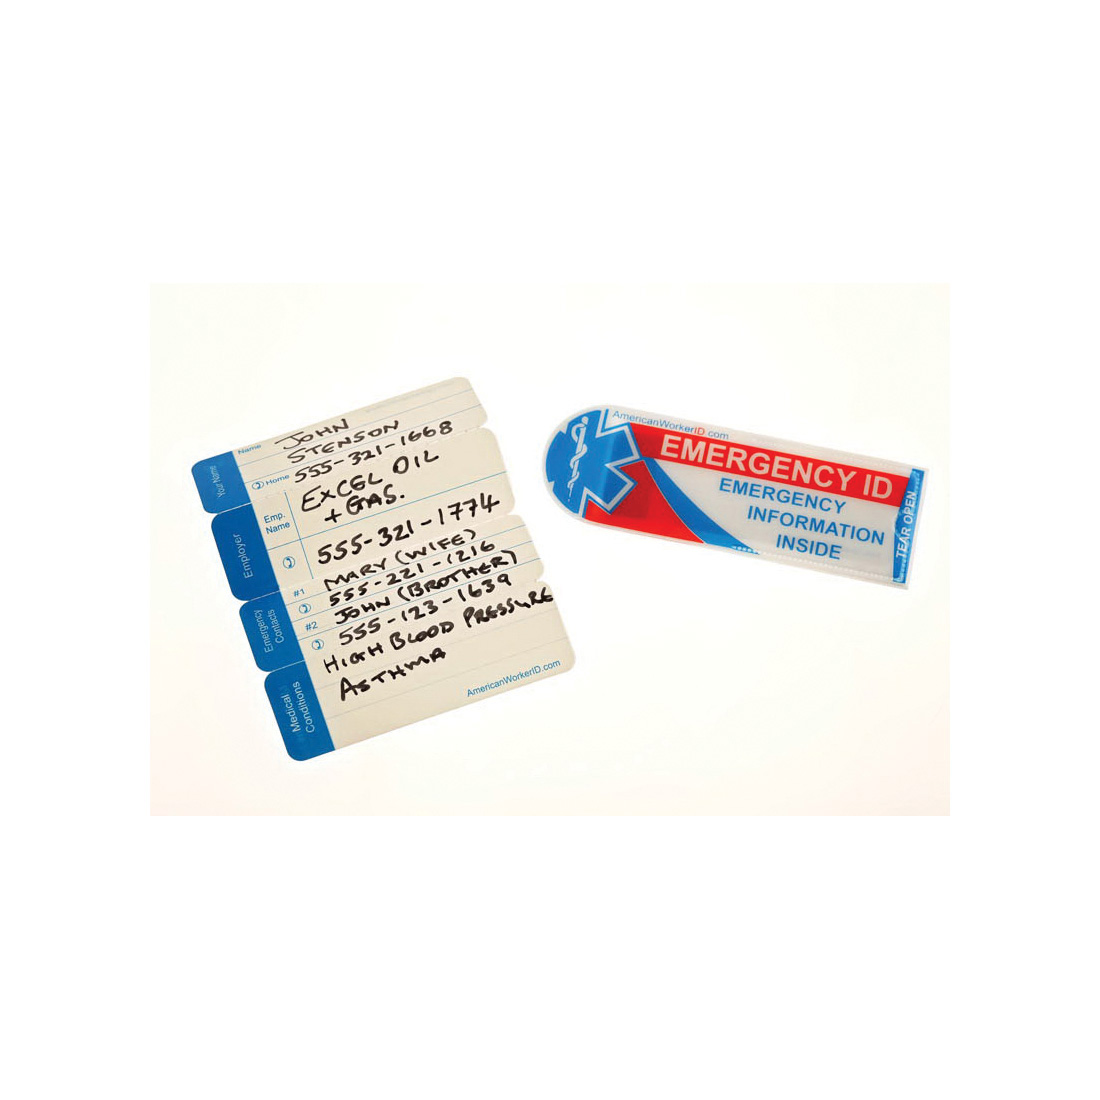 Your Name
Name
JOHN
STENSON
Home
555-321-1668
Employer
Emp.
Name
EXCEL OIL
+ GAS.
555-321-1774
Emergency
Contacts
#1
MARY (WIFE)
555-221-1216
#2
JOHN (BROTHER)
555-123-1639
Medical
Conditions
HIGH BLOOD PRESSURE
ASTHMA
AmericanWorkerID.com
AmericanWorkerID.com
EMERGENCY ID
EMERGENCY
INFORMATION
INSIDE
TEAR OPEN